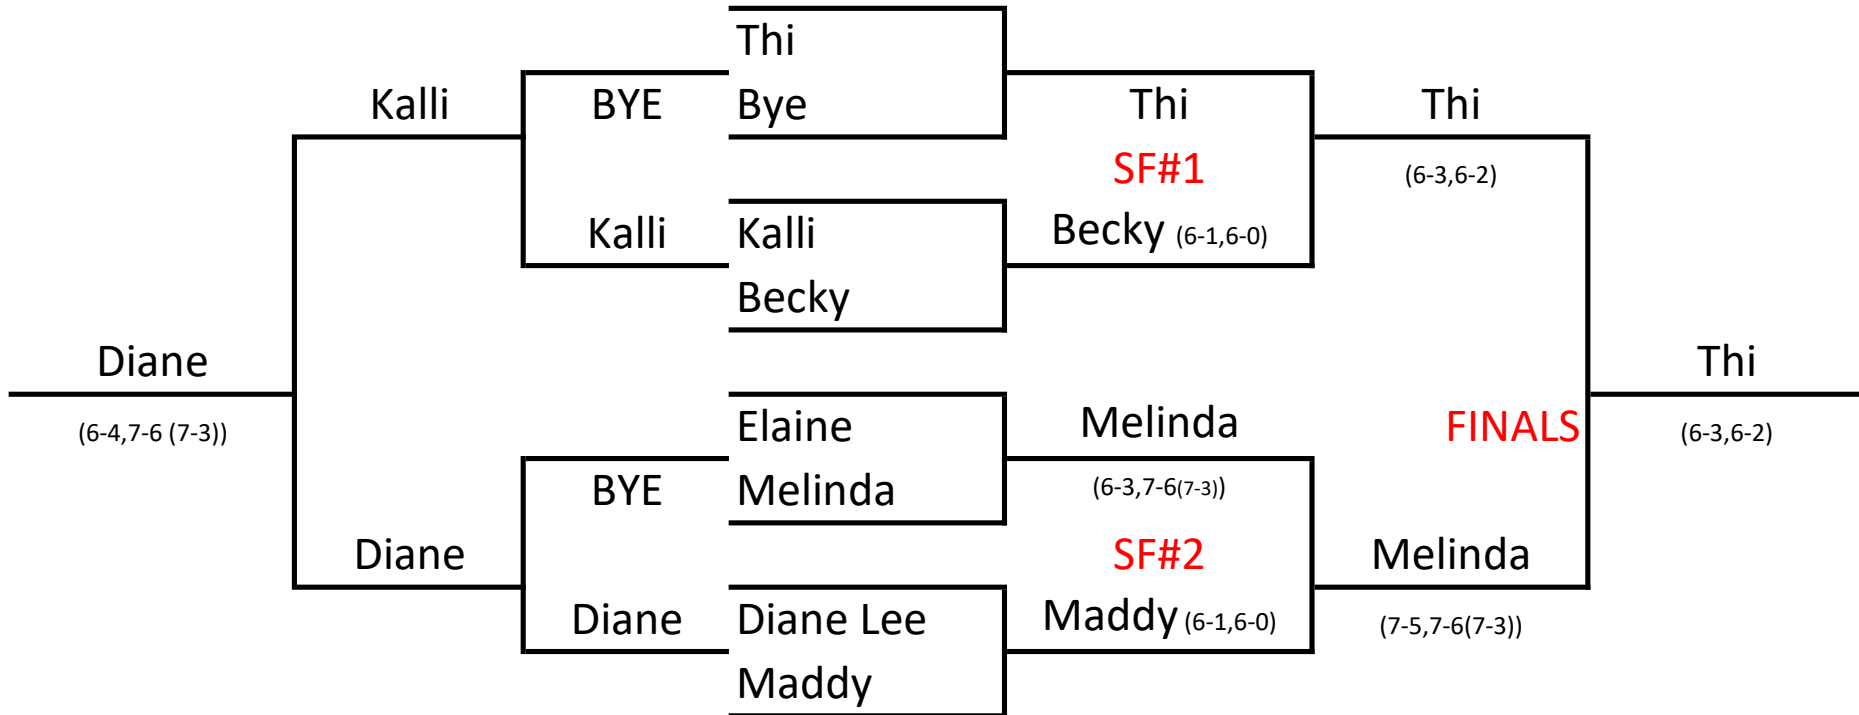 Thi
Kalli BYE Bye Thi Thi
SF#1 (6-3,6-2)
Kalli Kalli Becky (6-1,6-0)
Becky
Diane Thi
(6-4,7-6 (7-3)) Elaine Melinda FINALS (6-3,6-2)
BYE Melinda (6-3,7-6(7-3))
Diane SF#2 Melinda
Diane Diane Lee Maddy (6-1,6-0) (7-5,7-6(7-3))
Maddy